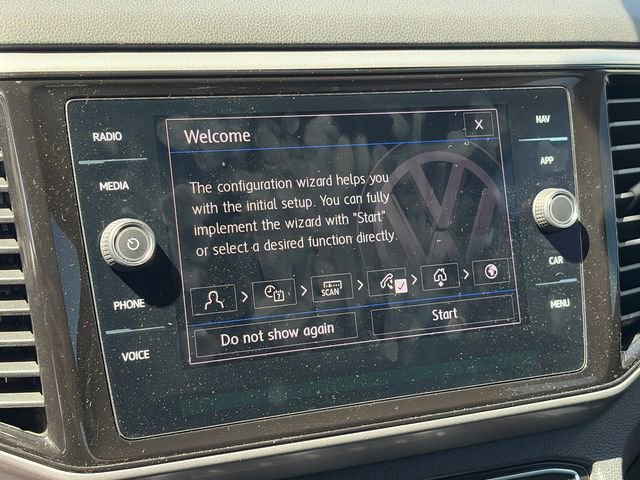 RADIO
MEDIA
PHONE
VOICE
Welcome
X
The configuration wizard helps you
with the initial setup. You can fully
implement the wizard with "Start"
or select a desired function directly.
7
SCAN
Do not show again
Start
NAV
APP
CAR
MENU